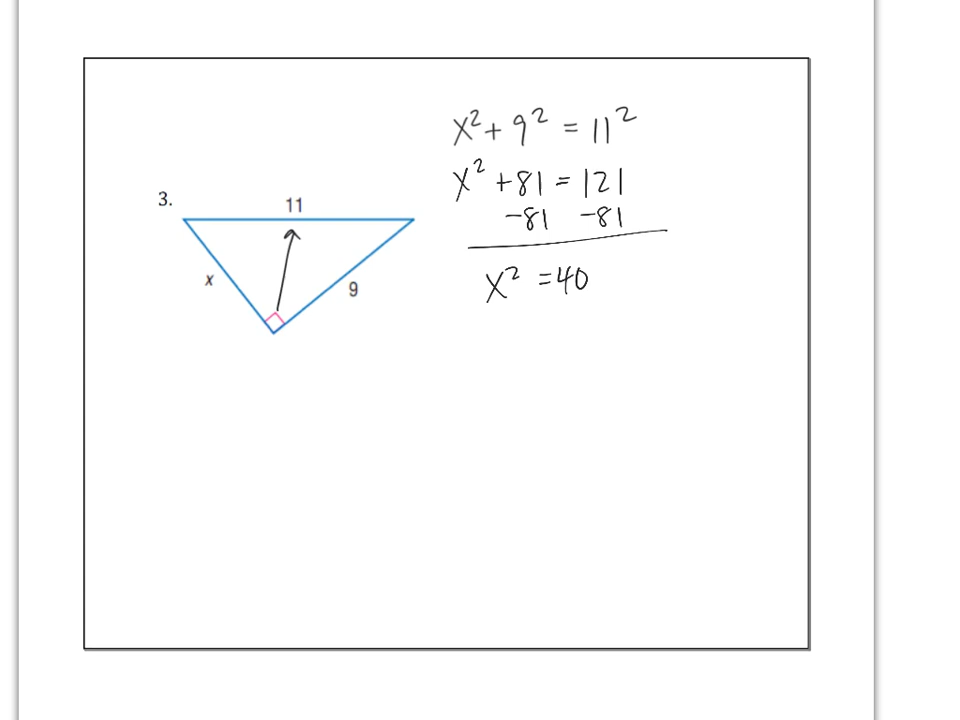 3.
11
x
9
x² + 9² = 11²
x² + 81 = 121
-81 -81
x² = 40